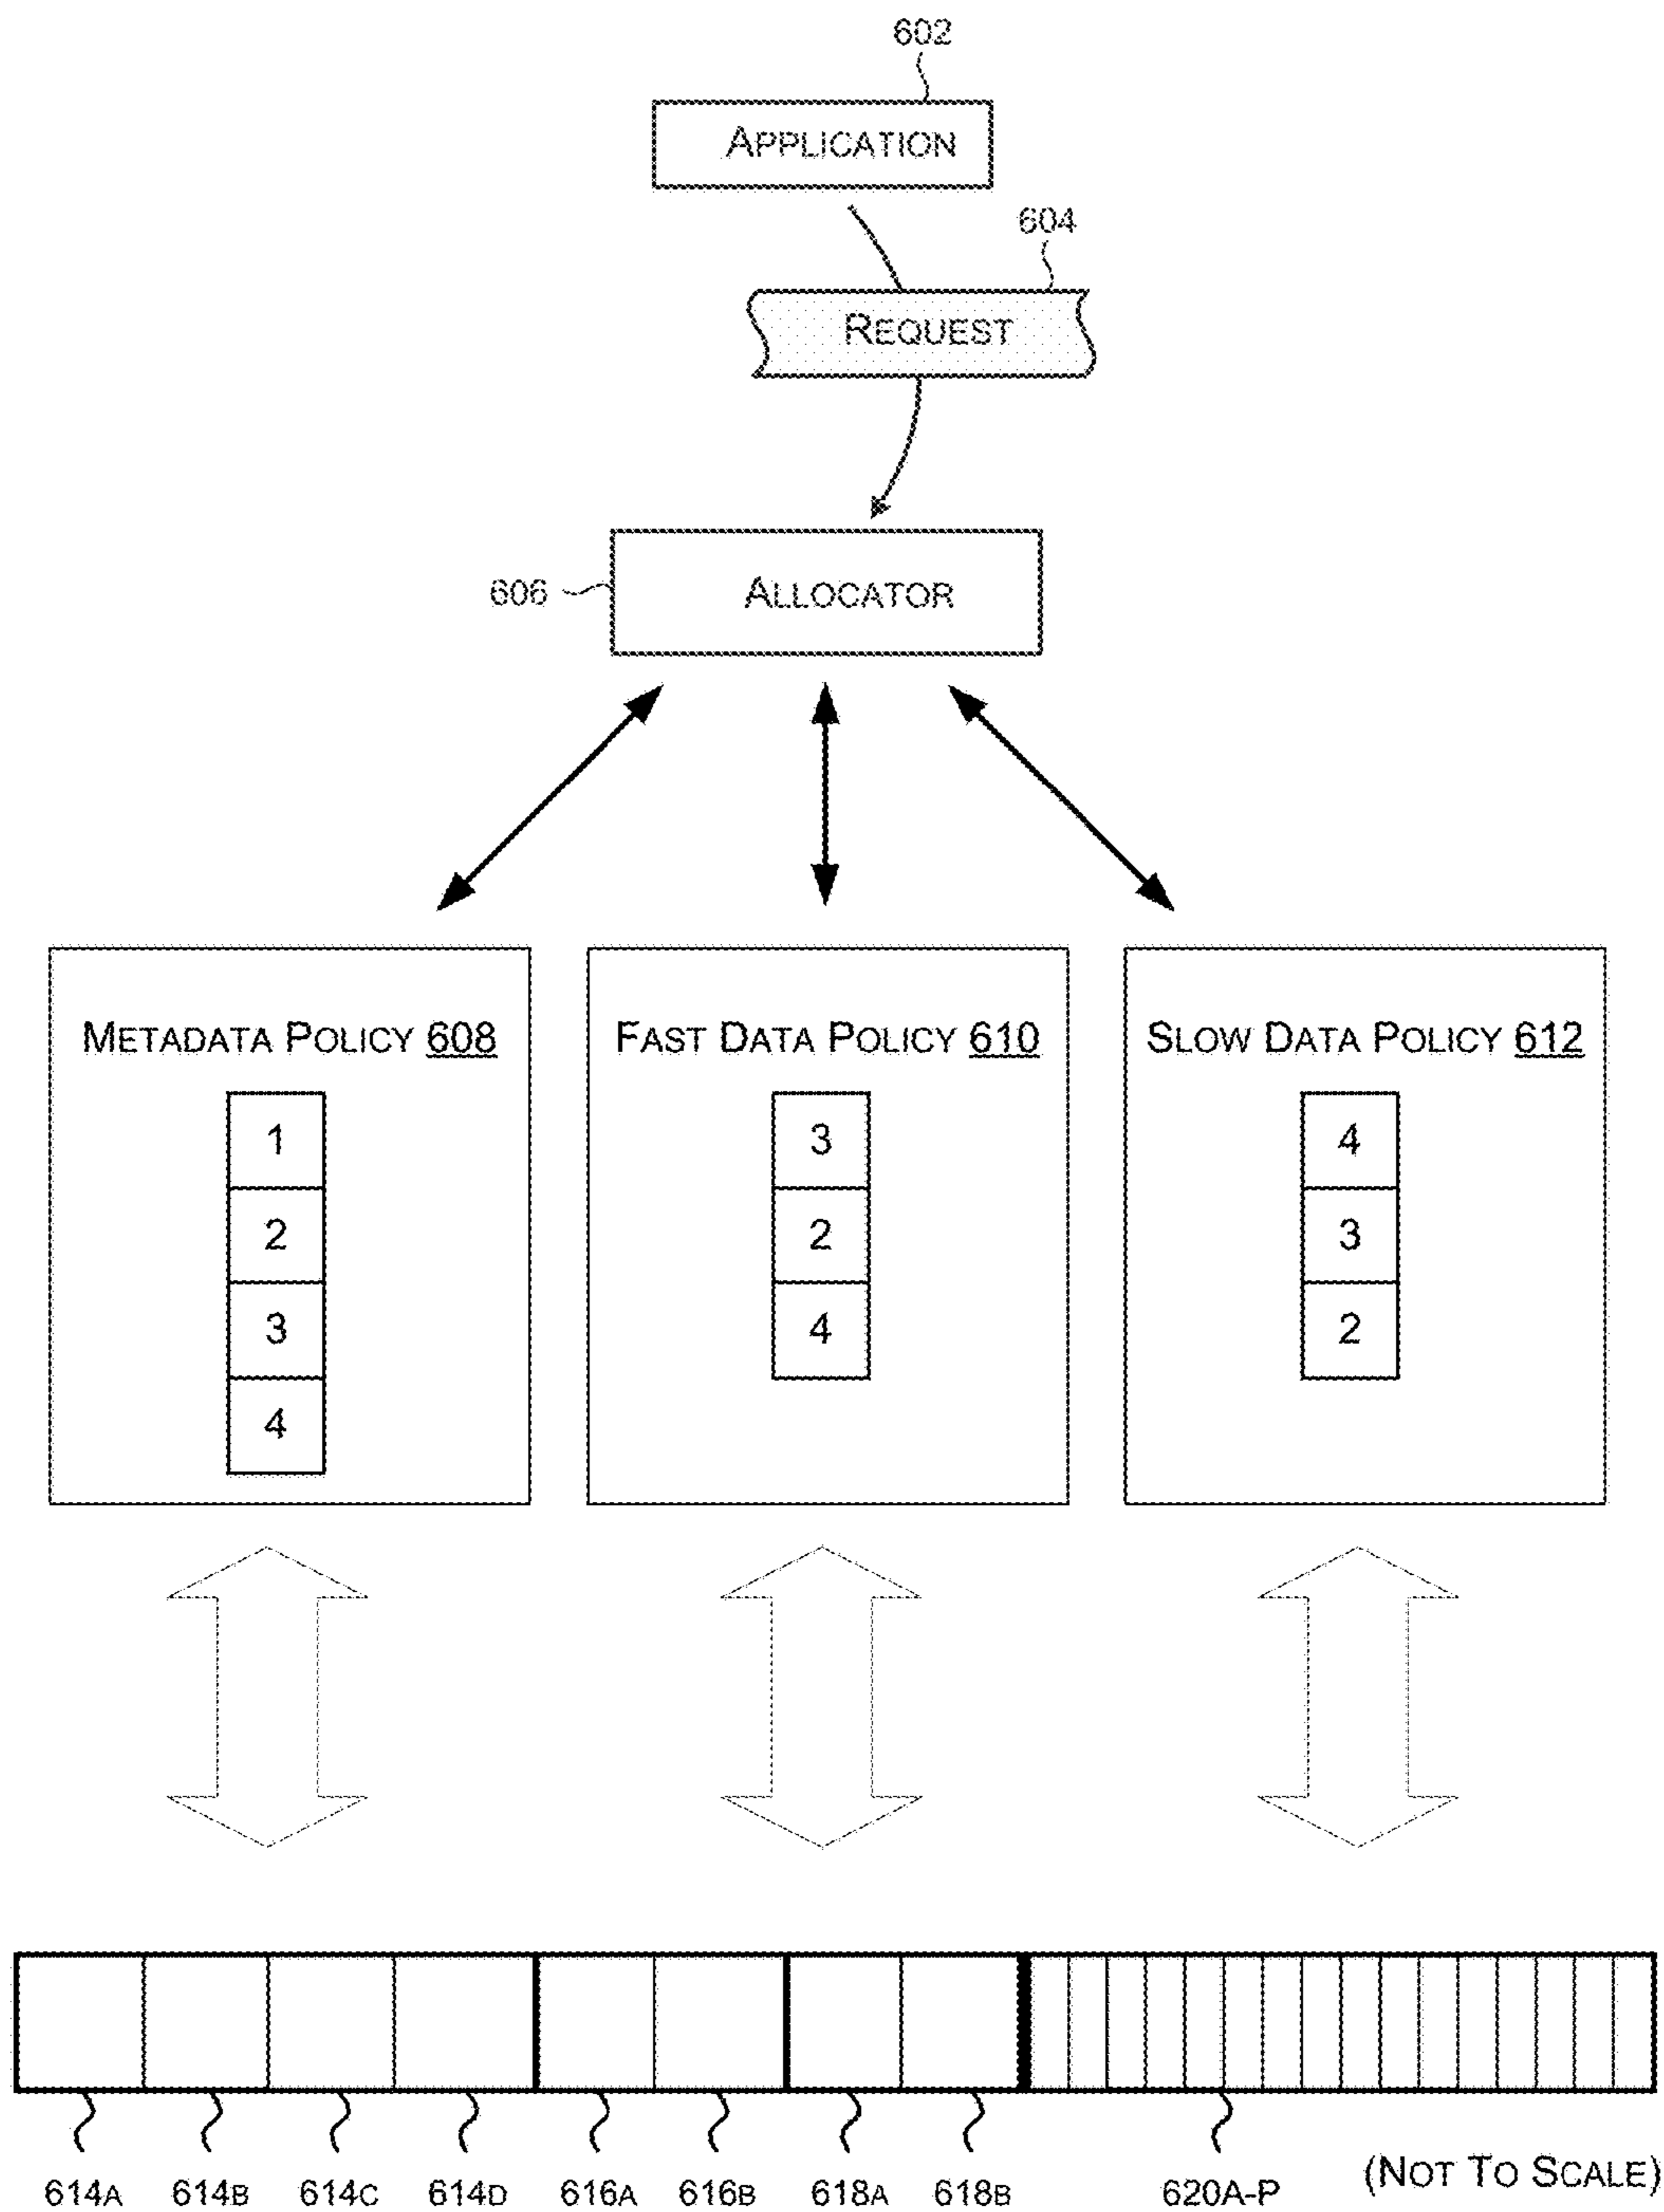 602
APPLICATION
604
REQUEST
606
ALLOCATOR
METADATA POLICY 608
1
2
3
4
FAST DATA POLICY 610
3
2
4
SLOW DATA POLICY 612
4
3
2
614A 614B 614C 614D 616A 616B 618A 618B 620A-P
(NOT TO SCALE)